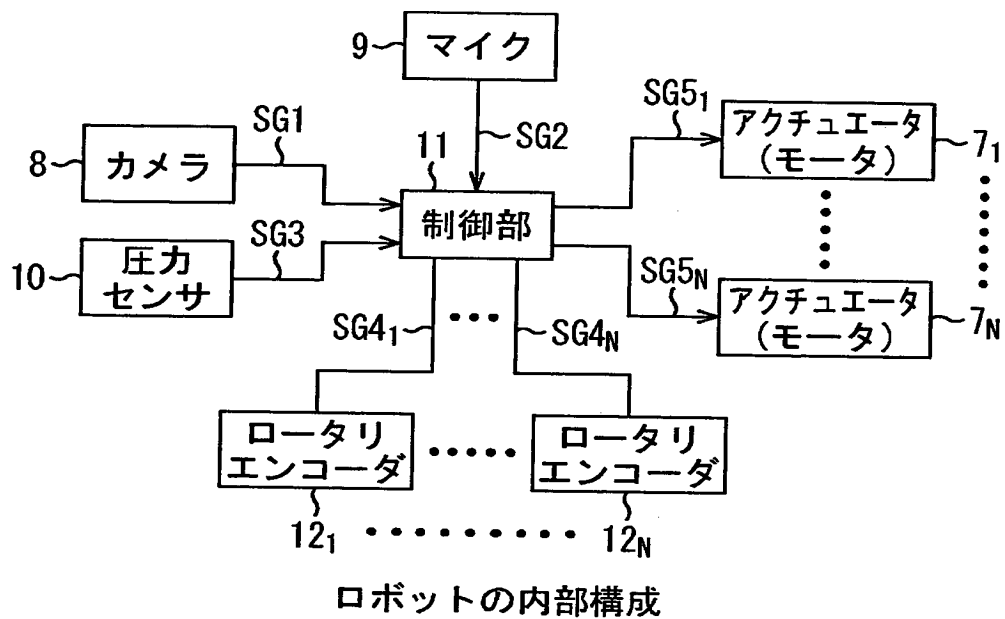 9
マイク
SG1
SG2
SG5₁
8
カメラ
11
アクチュエータ
(モータ)
7₁
制御部
SG3
10
圧力
センサ
SG5N
アクチュエータ
(モータ)
7N
SG4₁
SG4N
ロータリ
エンコーダ
ロータリ
エンコーダ
12₁
12N
ロボットの内部構成